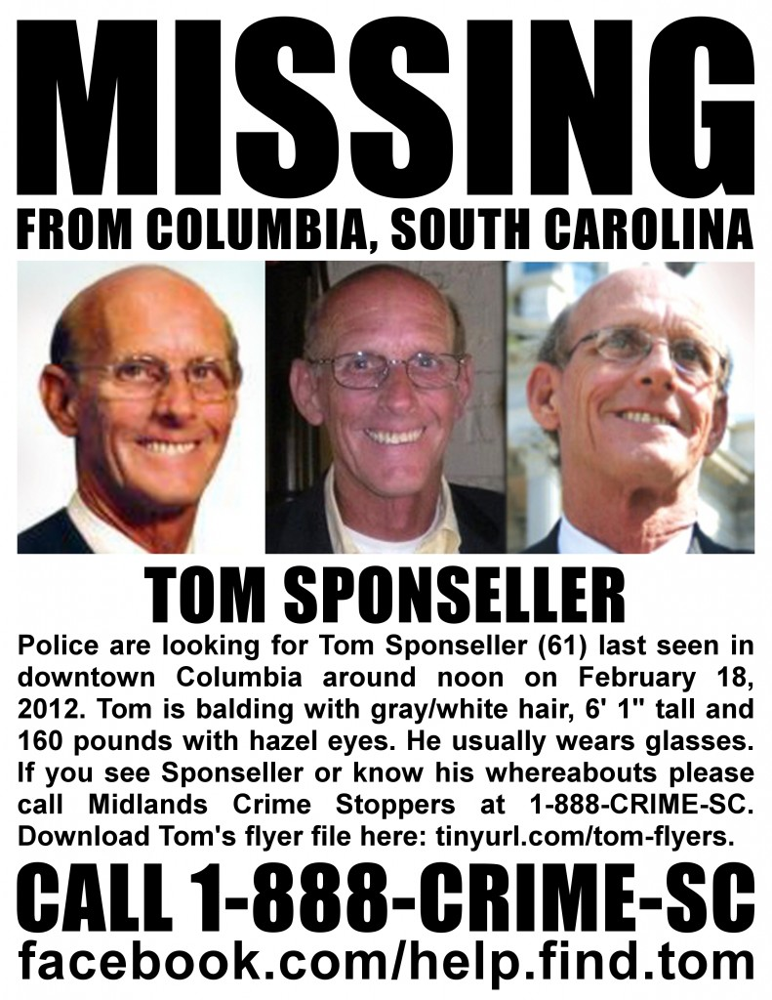 MISSING
FROM COLUMBIA, SOUTH CAROLINA
TOM SPONSELLER
Police are looking for Tom Sponseller (61) last seen in
downtown Columbia around noon on February 18,
2012. Tom is balding with gray/white hair, 6' 1" tall and
160 pounds with hazel eyes. He usually wears glasses.
If you see Sponseller or know his whereabouts please
call Midlands Crime Stoppers at 1-888-CRIME-SC.
Download Tom's flyer file here: tinyurl.com/tom-flyers.
CALL 1-888-CRIME-SC
facebook.com/help.find.tom